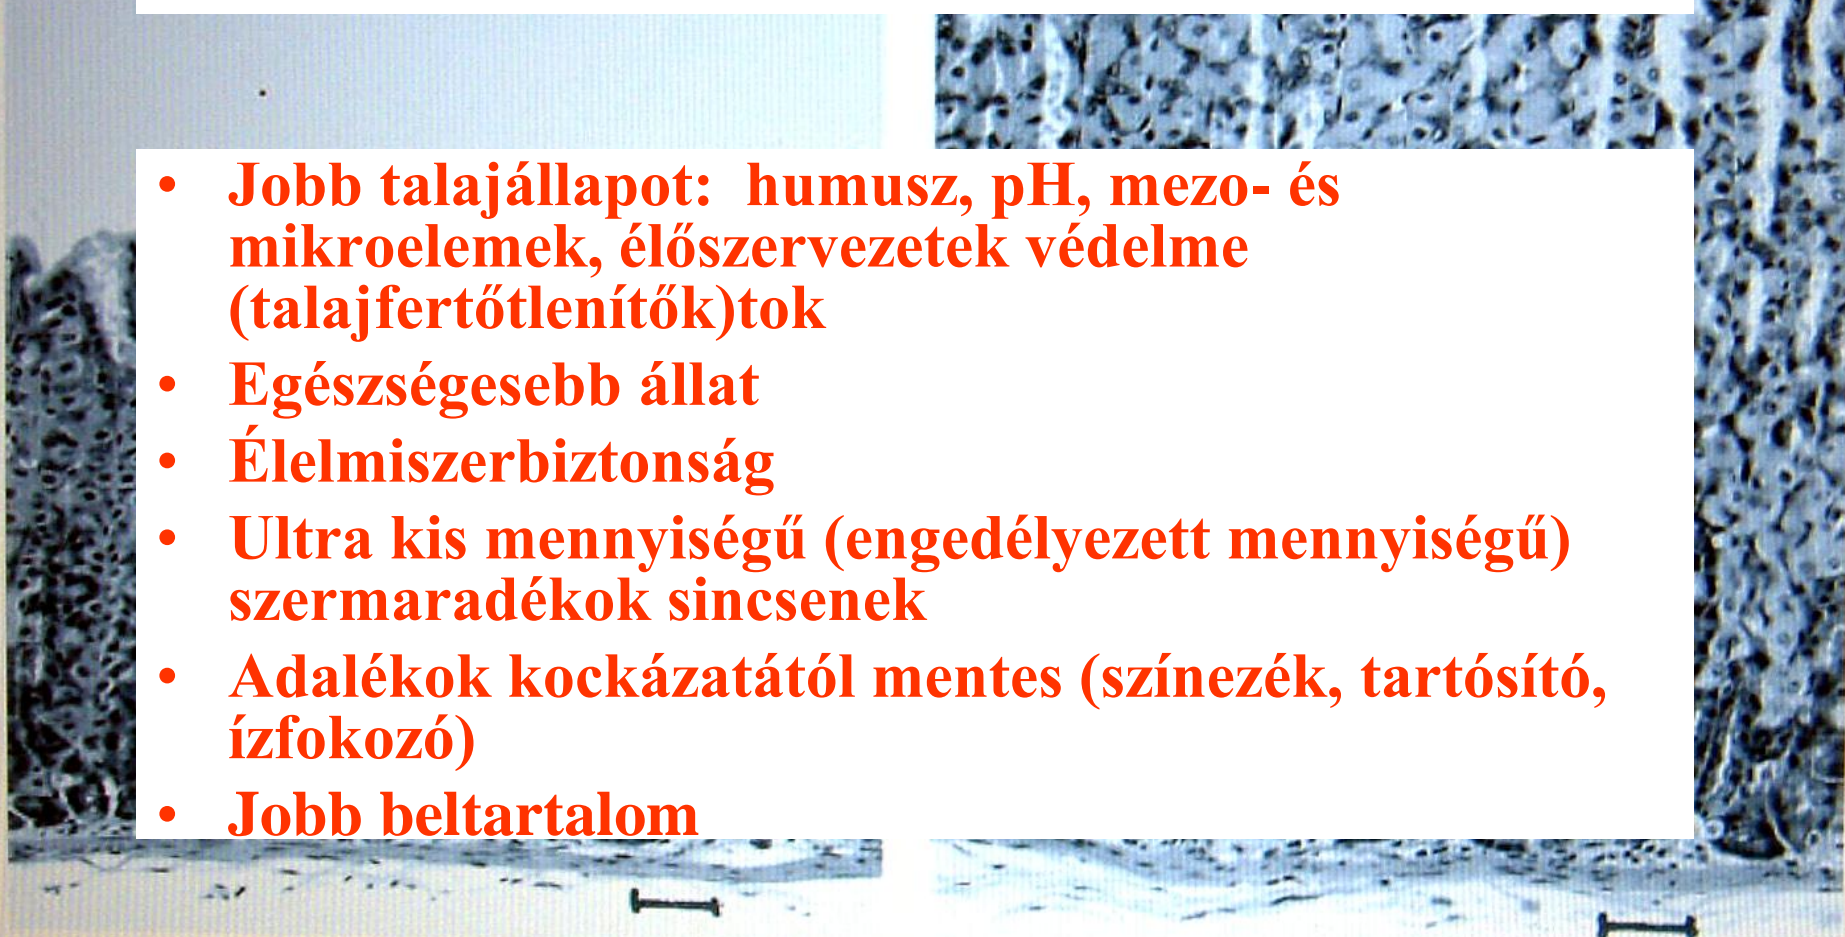 • Jobb talajállapot:  humusz, pH, mezo- és
mikroelemek, élőszervezetek védelme
(talajfertőtlenítők)tok
• Egészségesebb állat
• Élelmiszerbiztonság
• Ultra kis mennyiségű (engedélyezett mennyiségű)
szermaradékok sincsenek
• Adalékok kockázatától mentes (színezék, tartósító,
ízfokozó)
• Jobb beltartalom